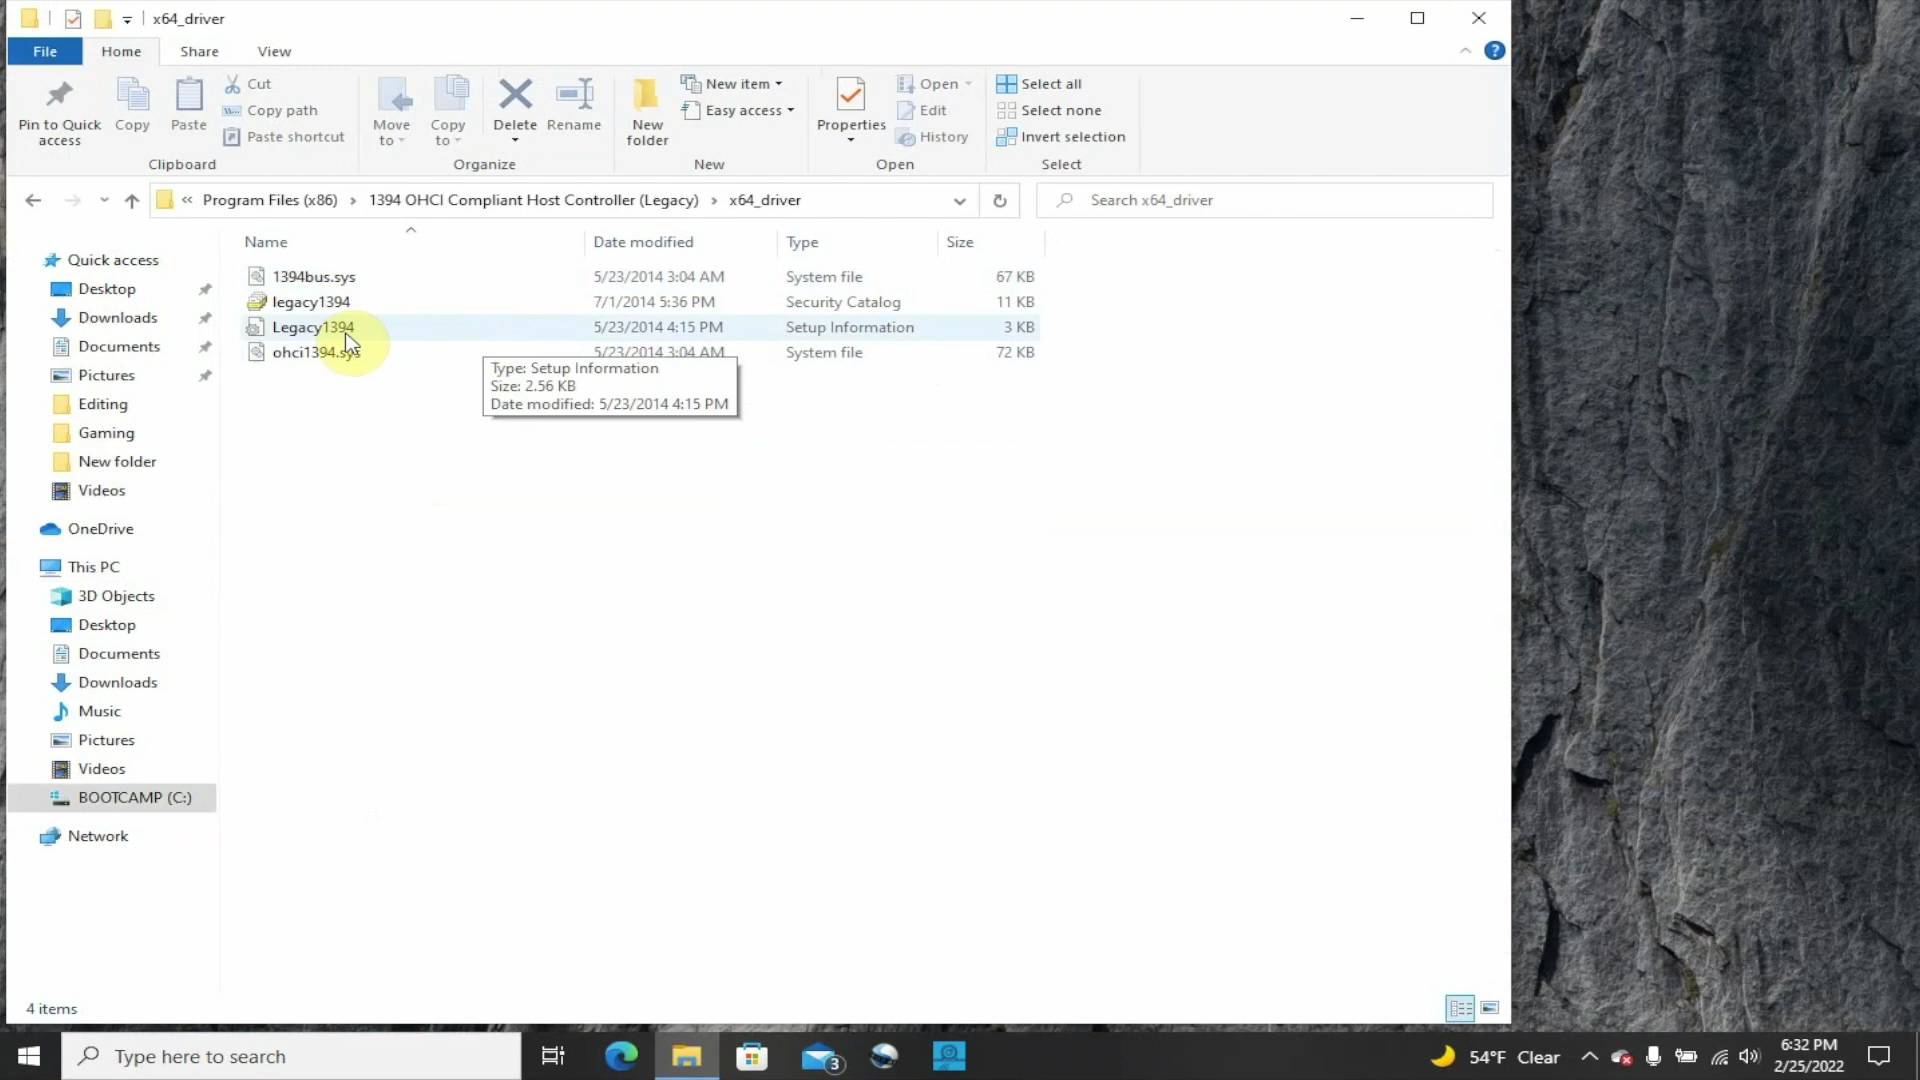 x64_driver
File Home Share View
Pin to Quick access
Copy
Paste
Cut
Copy path
Paste shortcut
Clipboard
Move to
Copy to
Delete
Rename
Organize
New folder
New item
Easy access
New
Properties
Open
Edit
History
Open
Select all
Select none
Invert selection
Select
« Program Files (x86) > 1394 OHCI Compliant Host Controller (Legacy) > x64_driver
Search x64_driver
Name Date modified Type Size
1394bus.sys 5/23/2014 3:04 AM System file 67 KB
legacy1394 7/1/2014 5:36 PM Security Catalog 11 KB
Legacy1394 5/23/2014 4:15 PM Setup Information 3 KB
ohci1394.sys 5/23/2014 3:04 AM System file 72 KB
Type: Setup Information
Size: 2.56 KB
Date modified: 5/23/2014 4:15 PM
Quick access
Desktop
Downloads
Documents
Pictures
Editing
Gaming
New folder
Videos
OneDrive
This PC
3D Objects
Desktop
Documents
Downloads
Music
Pictures
Videos
BOOTCAMP (C:)
Network
4 items
Type here to search
3
54°F Clear
6:32 PM
2/25/2022